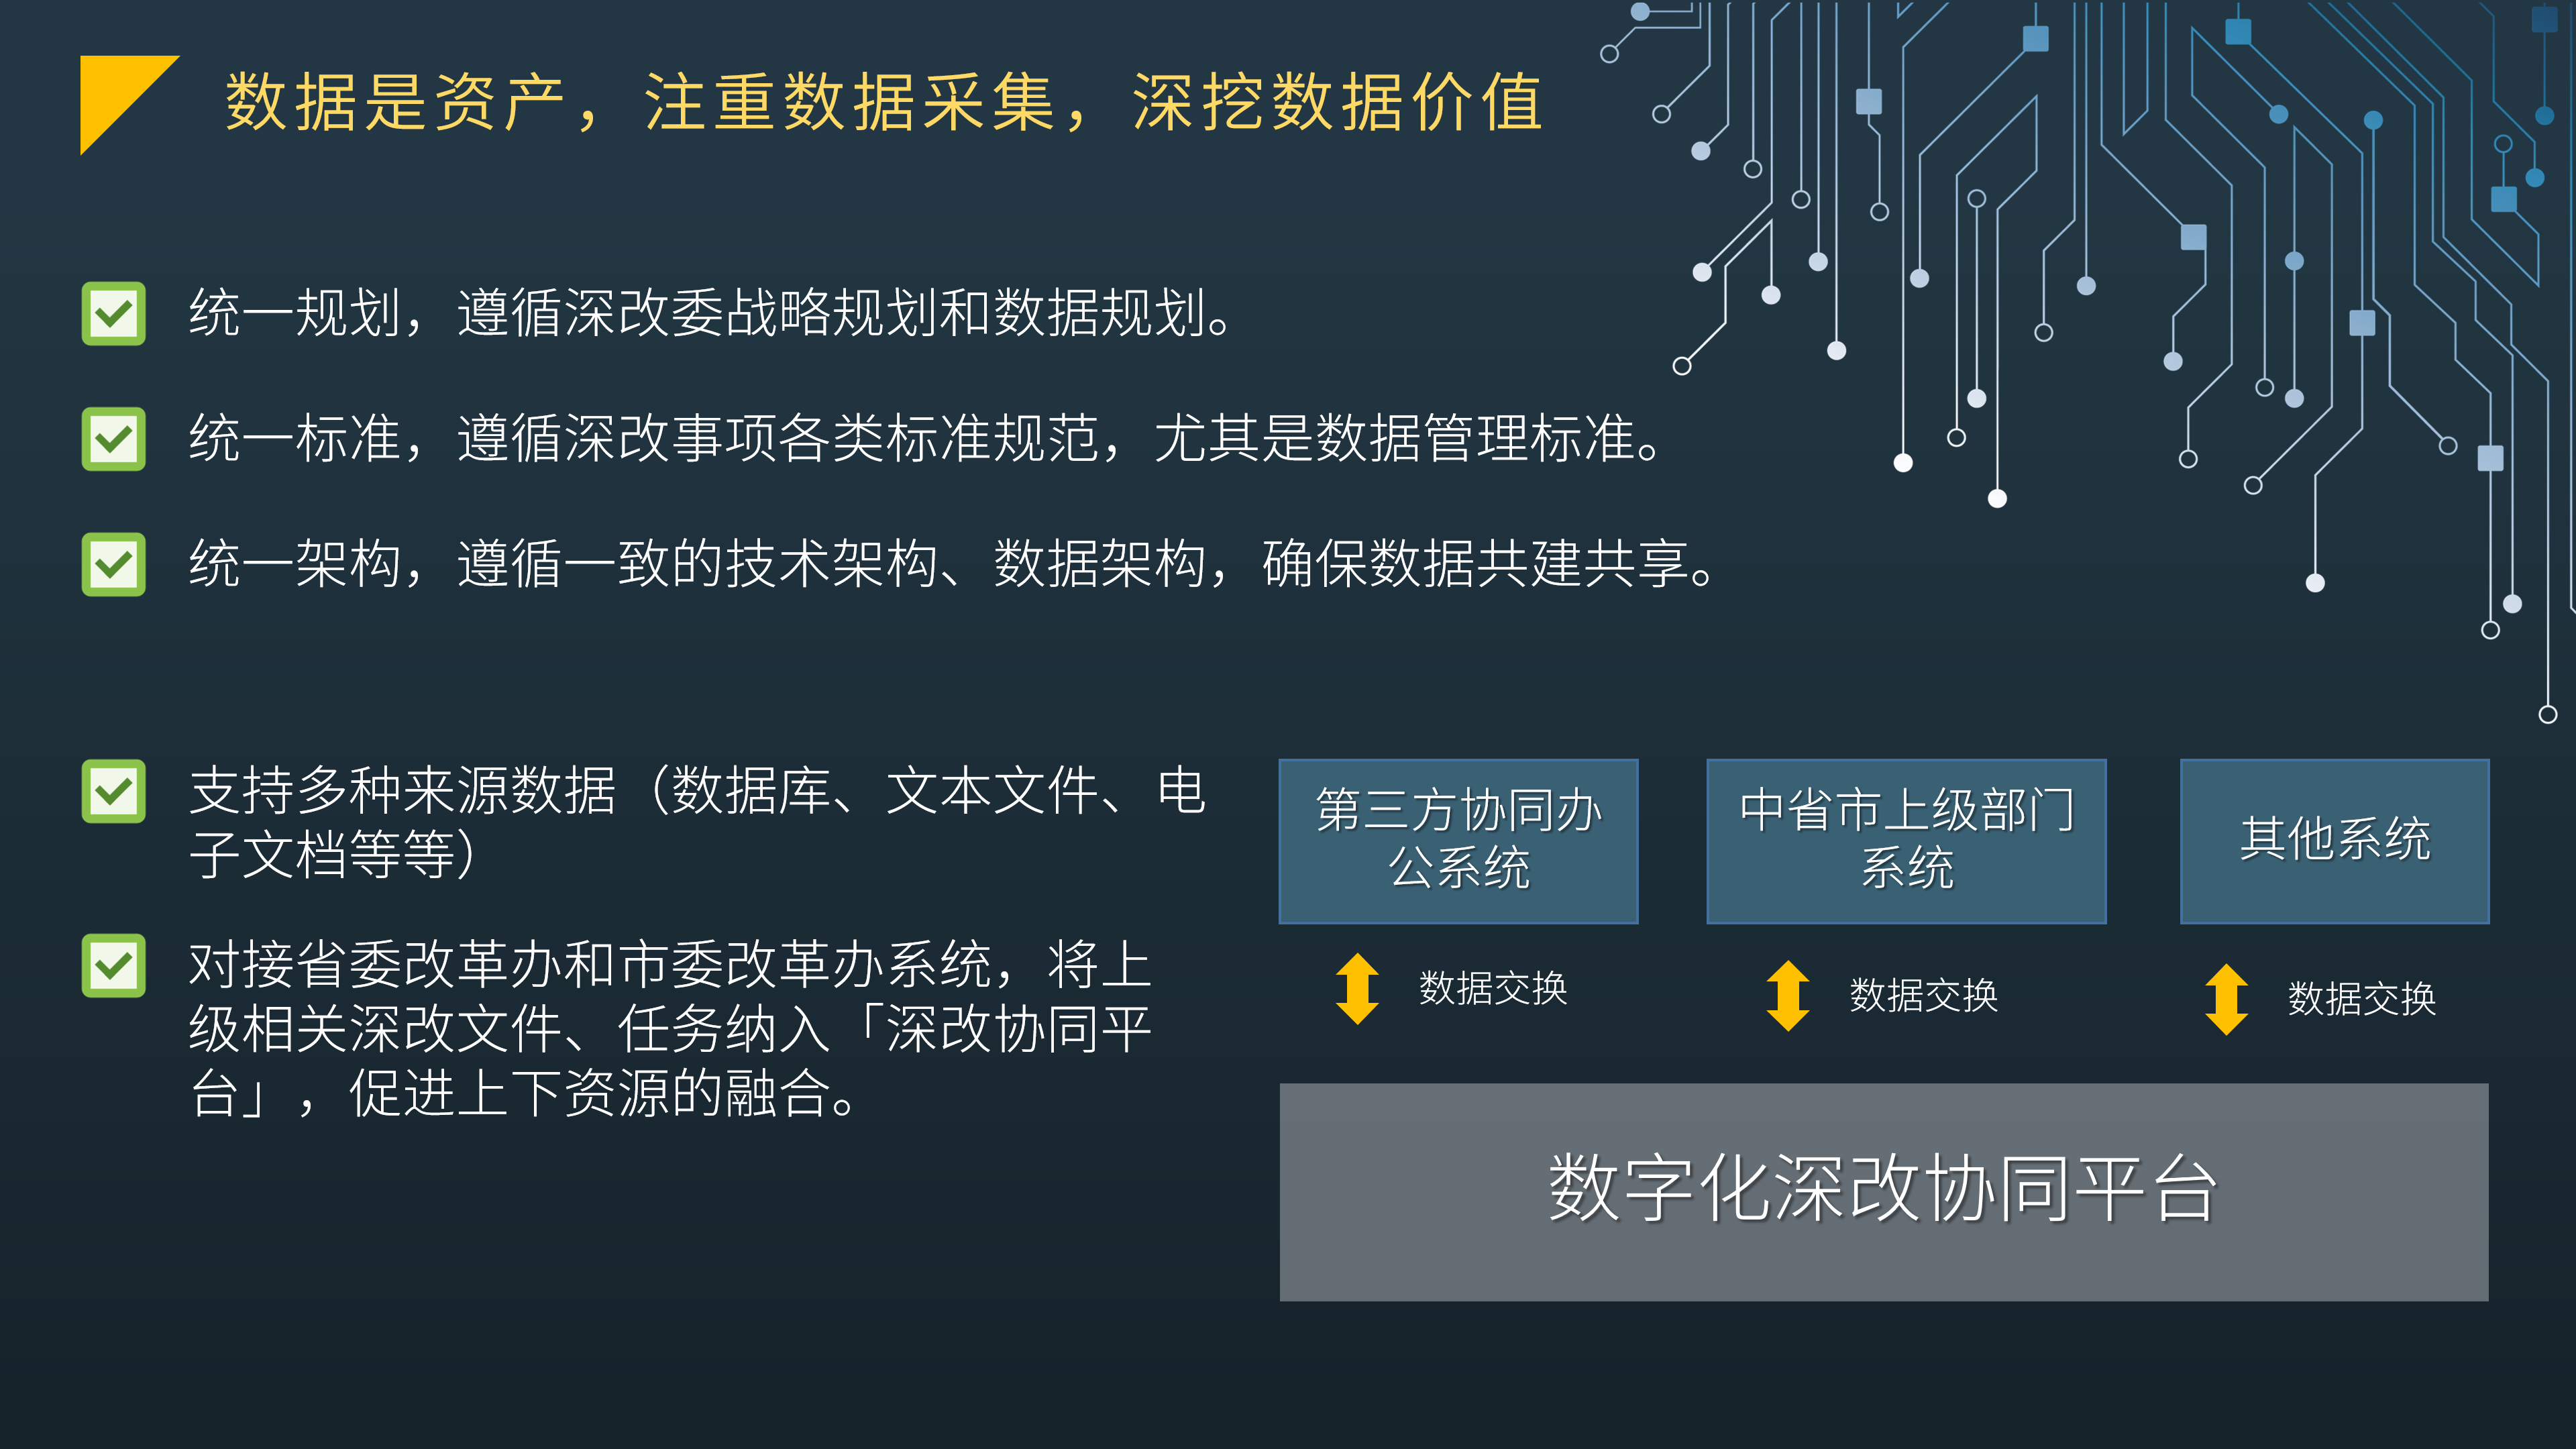 数据是资产，注重数据采集，深挖数据价值
统一规划，遵循深改委战略规划和数据规划。
统一标准，遵循深改事项各类标准规范，尤其是数据管理标准。
统一架构，遵循一致的技术架构、数据架构，确保数据共建共享。
支持多种来源数据（数据库、文本文件、电
子文档等等）
对接省委改革办和市委改革办系统，将上
级相关深改文件、任务纳入「深改协同平
台」，促进上下资源的融合。
第三方协同办
公系统
中省市上级部门
系统
其他系统
数据交换
数据交换
数据交换
数字化深改协同平台